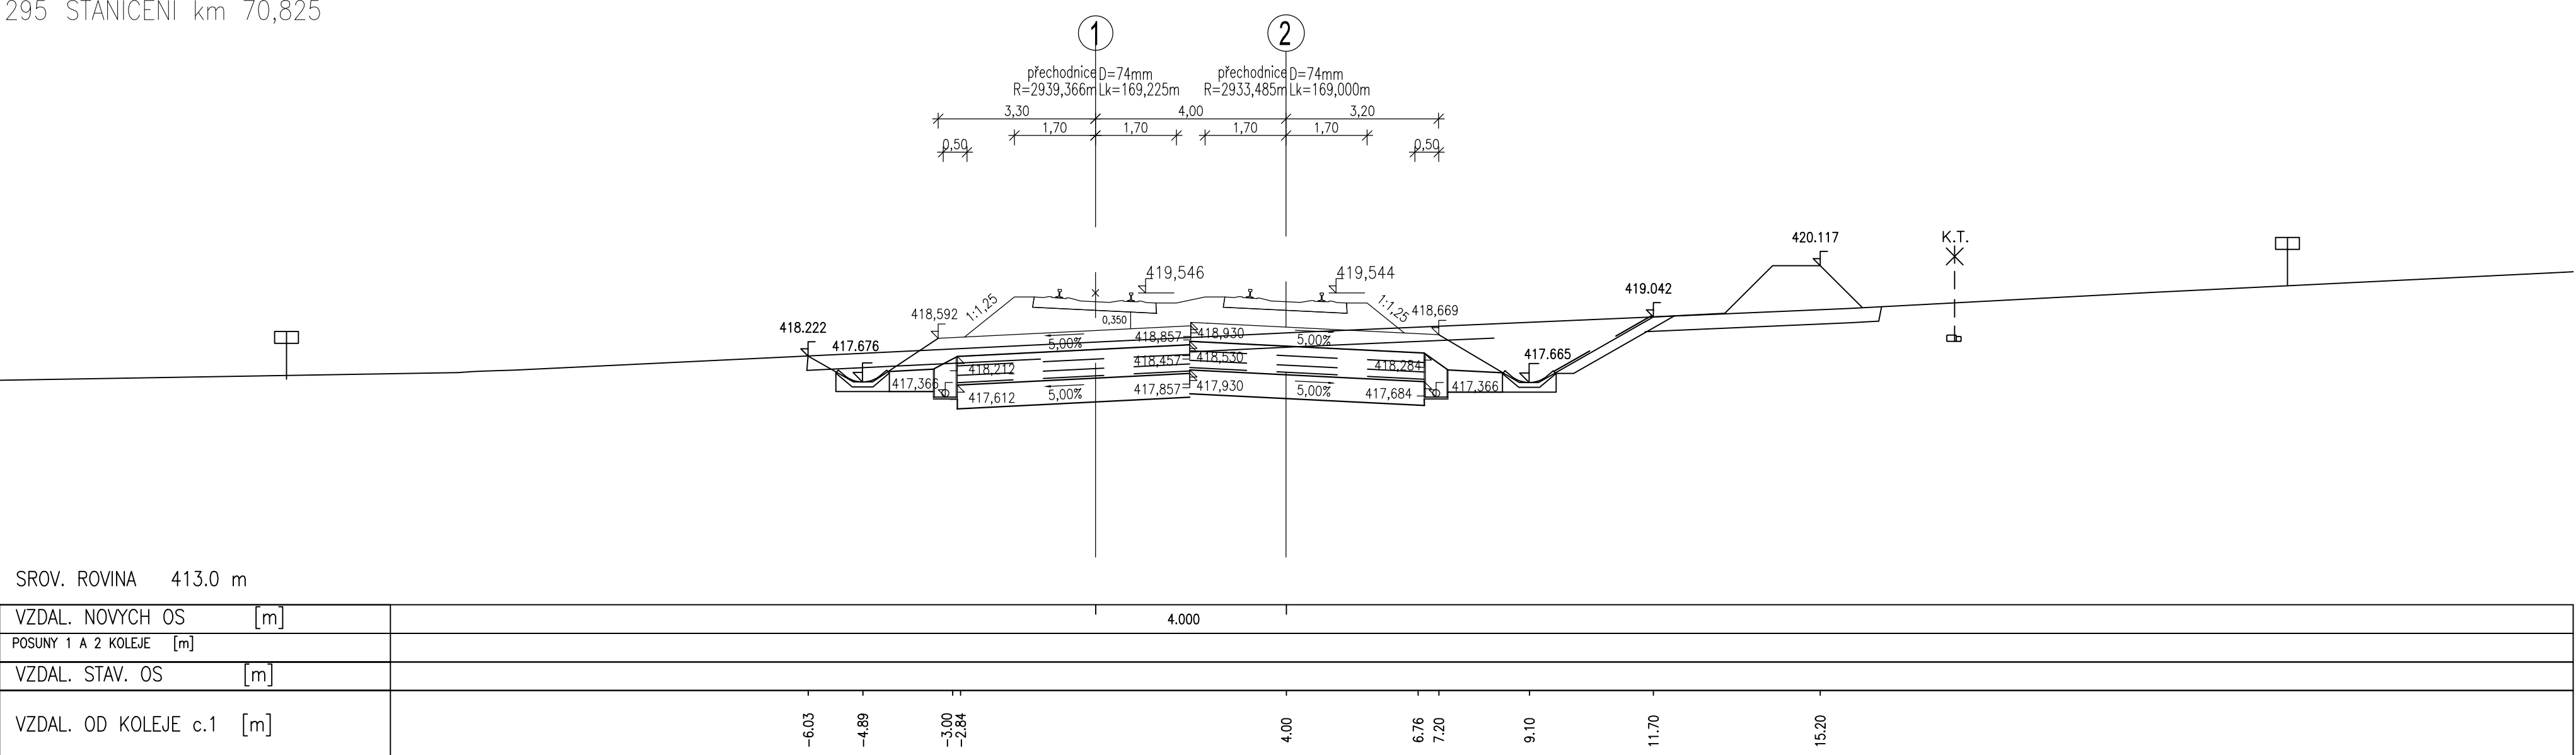 295 STANIČENÍ km 70,825
1 2
přechodnice D=74mm přechodnice D=74mm
R=2939,366m Lk=169,225m R=2933,485m Lk=169,000m
3,30 4,00 3,20
1,70 1,70 1,70 1,70
0,50 0,50
420.117 K.T.
419,546 419,544
419.042
418,592 1:1,25 1:1,25 418,669
0,350
418.222 417.676 5,00% 418,857 418,930 5,00% 417.665
418,212 418,457 418,530 418,284
417,366 417,366
417,612 5,00% 417,857 417,930 5,00% 417,684
SROV. ROVINA 413.0 m
VZDAL. NOVYCH OS [m] 4.000
POSUNY 1 A 2 KOLEJE [m]
VZDAL. STAV. OS [m]
VZDAL. OD KOLEJE c.1 [m] -6.03 -4.89 -3.00 -2.84 4.00 6.76 7.20 9.10 11.70 15.20